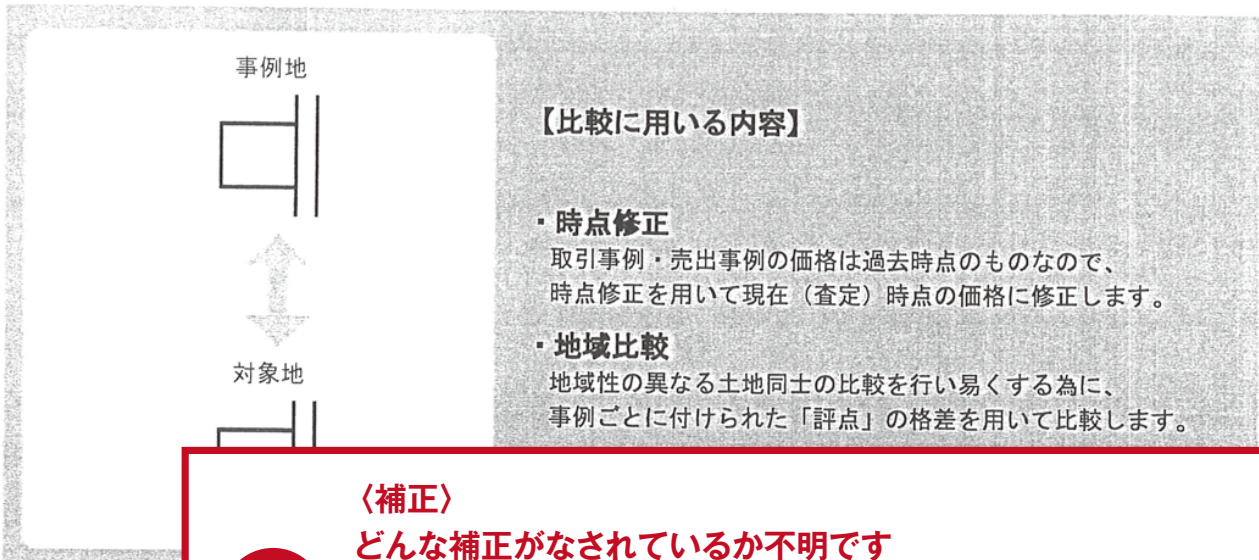 事例地
対象地
【比較に用いる内容】
・時点修正
取引事例・売出事例の価格は過去時点のものなので、
時点修正を用いて現在（査定）時点の価格に修正します。
・地域比較
地域性の異なる土地同士の比較を行い易くする為に、
事例ごとに付けられた「評点」の格差を用いて比較します。
〈補正〉
どんな補正がなされているか不明です